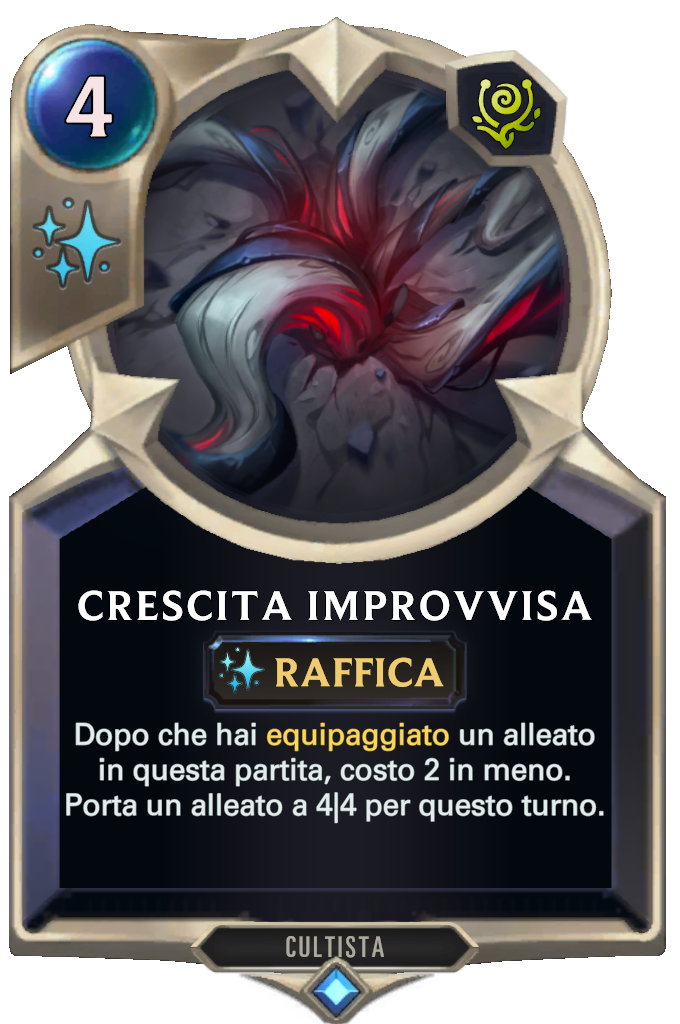 4
CRESCITA IMPROVVISA
RAFFICA
Dopo che hai equipaggiato un alleato
in questa partita, costo 2 in meno.
Porta un alleato a 4|4 per questo turno.
CULTISTA